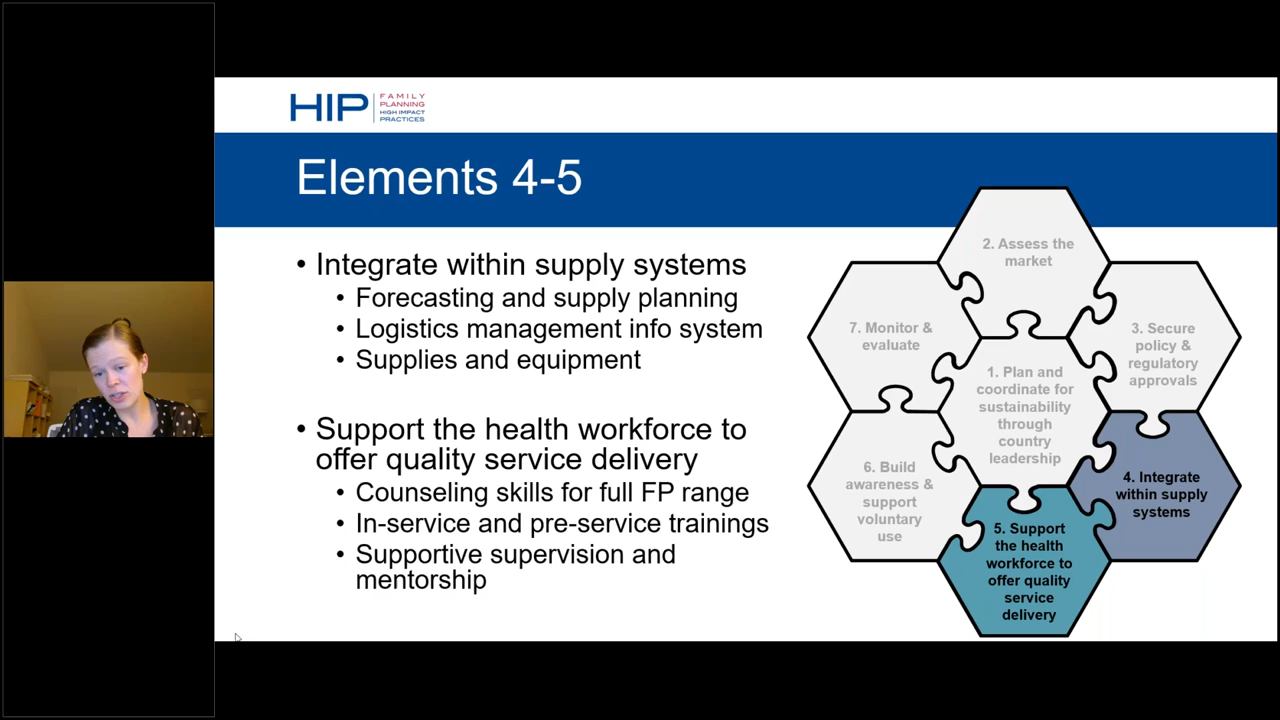 HIP
FAMILY
PLANNING
HIGH IMPACT
PRACTICES
Elements 4-5
• Integrate within supply systems
• Forecasting and supply planning
• Logistics management info system
• Supplies and equipment
• Support the health workforce to
offer quality service delivery
• Counseling skills for full FP range
• In-service and pre-service trainings
• Supportive supervision and
mentorship
2. Assess the
market
7. Monitor &
evaluate
3. Secure
policy &
regulatory
approvals
1. Plan and
coordinate for
sustainability
through
country
leadership
6. Build
awareness &
support
voluntary
use
4. Integrate
within supply
systems
5. Support
the health
workforce to
offer quality
service
delivery